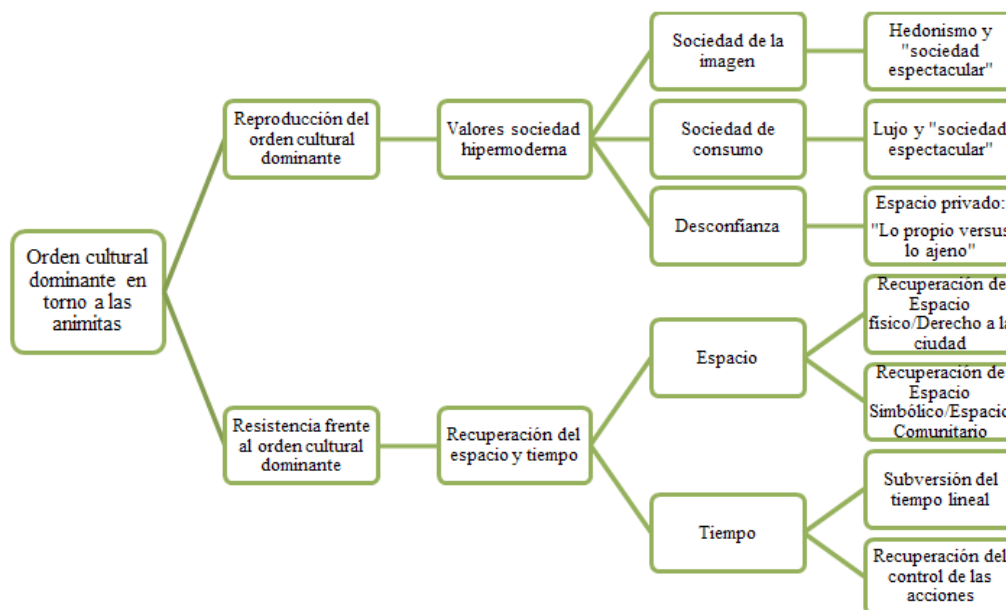 Orden cultural
dominante en
torno a las
animitas
Reproducción del
orden cultural
dominante
Valores sociedad
hipermoderna
Sociedad de la
imagen
Hedonismo y
"sociedad
espectacular"
Sociedad de
consumo
Lujo y "sociedad
espectacular"
Desconfianza
Espacio privado:
"Lo propio versus
lo ajeno"
Resistencia frente
al orden cultural
dominante
Recuperación del
espacio y tiempo
Espacio
Recuperación de
Espacio
físico/Derecho a la
ciudad
Recuperación de
Espacio
Simbólico/Espacio
Comunitario
Tiempo
Subversión del
tiempo lineal
Recuperación del
control de las
acciones